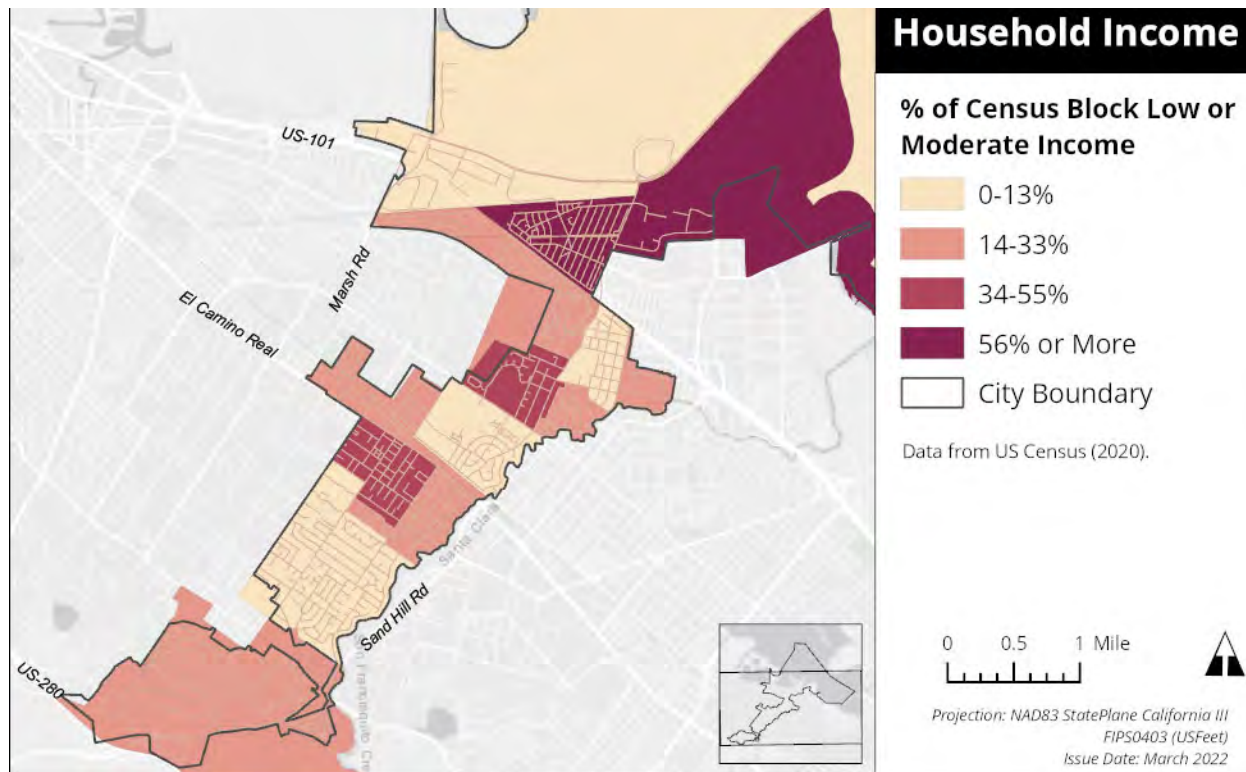 Household Income
% of Census Block Low or
Moderate Income
0-13%
14-33%
34-55%
56% or More
City Boundary
Data from US Census (2020).
0 0.5 1 Mile
Projection: NAD83 StatePlane California III
FIPS0403 (USFeet)
Issue Date: March 2022
US-101
Marsh Rd
El Camino Real
Santa Clara
Sand Hill Rd
US-280